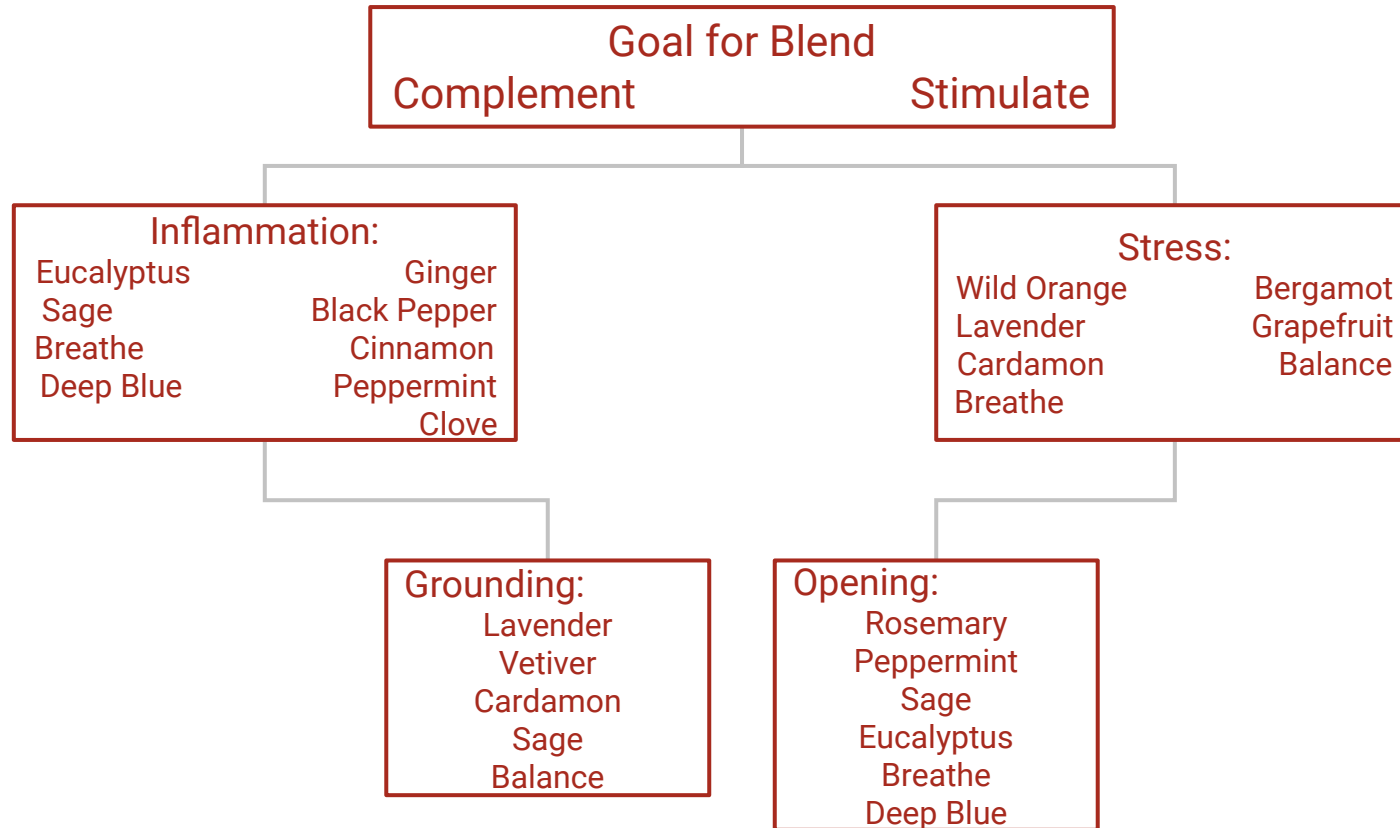 Goal for Blend
Complement Stimulate
Inflammation:
Eucalyptus Ginger
Sage Black Pepper
Breathe Cinnamon
Deep Blue Peppermint
Clove
Stress:
Wild Orange Bergamot
Lavender Grapefruit
Cardamon Balance
Breathe
Grounding:
Lavender
Vetiver
Cardamon
Sage
Balance
Opening:
Rosemary
Peppermint
Sage
Eucalyptus
Breathe
Deep Blue